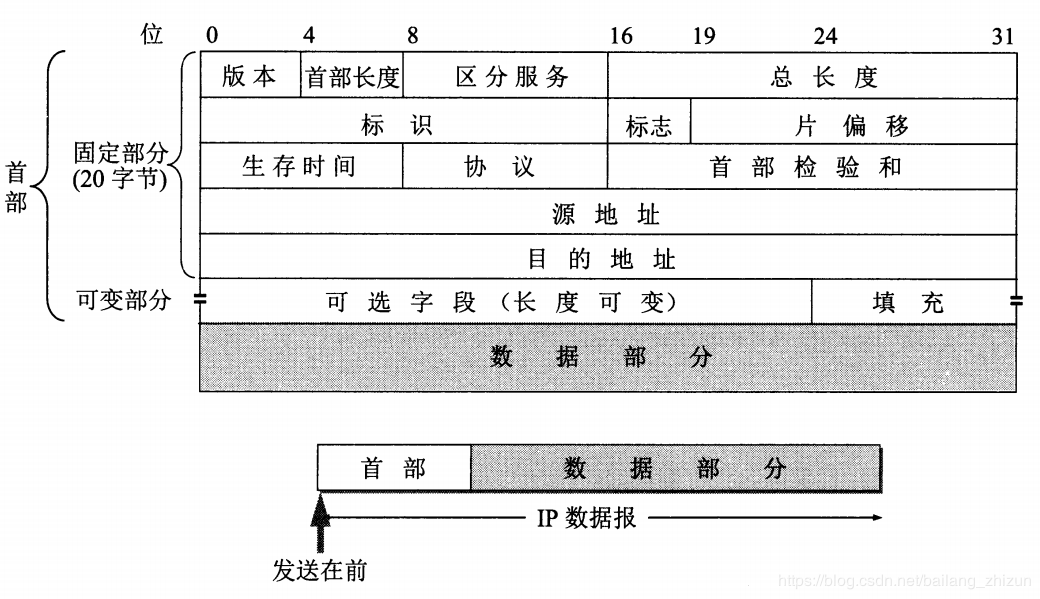 位 0 4 8 16 19 24 31
版本 首部长度 区分服务 总长度
标识 标志 片偏移
固定部分
(20 字节)
首部
生存时间 协议 首部检验和
源地址
目的地址
可变部分 可选字段(长度可变) 填充
数据部分
首部 数据部分
IP 数据报
发送在前
https://blog.csdn.net/bailang_zhizun